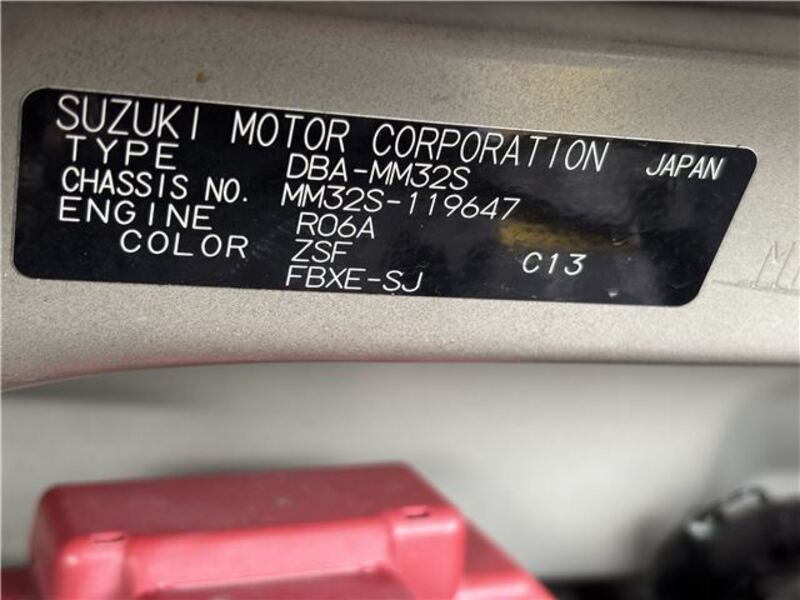 SUZUKI MOTOR CORPORATION JAPAN
TYPE DBA-MM32S
CHASSIS NO. MM32S-119647
ENGINE R06A
COLOR ZSF C13
FBXE-SJ